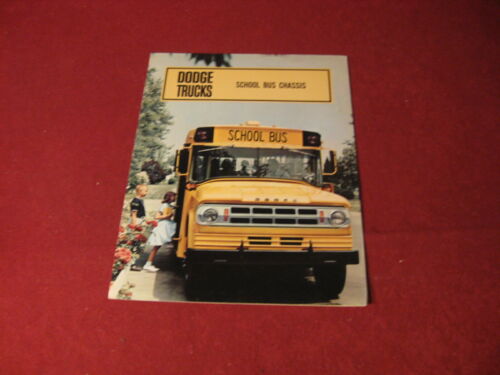 DODGE
TRUCKS
SCHOOL BUS CHASSIS
SCHOOL BUS
DODGE